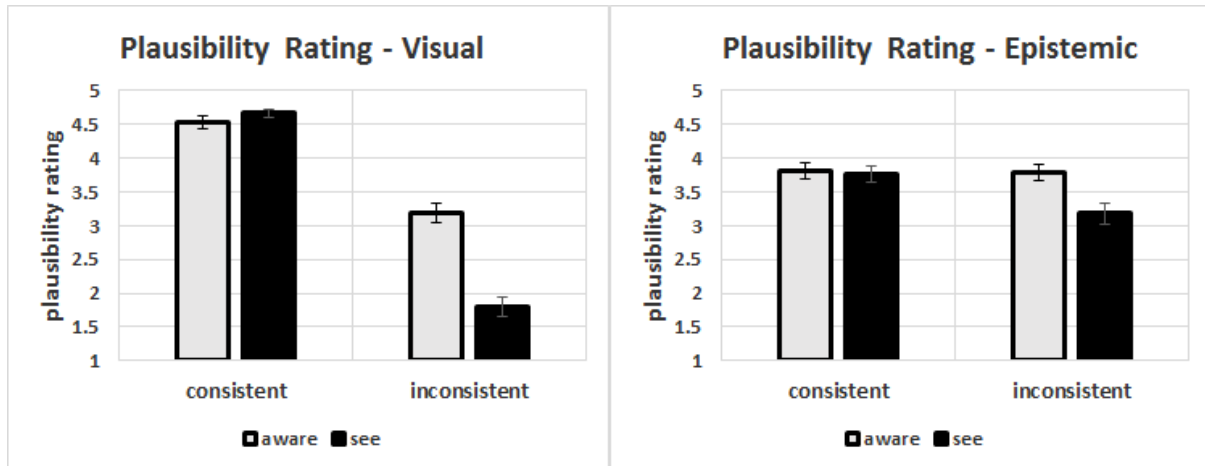 Plausibility Rating - Visual
plausibility rating
5
4.5
4
3.5
3
2.5
2
1.5
1
consistent inconsistent
aware see
Plausibility Rating - Epistemic
plausibility rating
5
4.5
4
3.5
3
2.5
2
1.5
1
consistent inconsistent
aware see